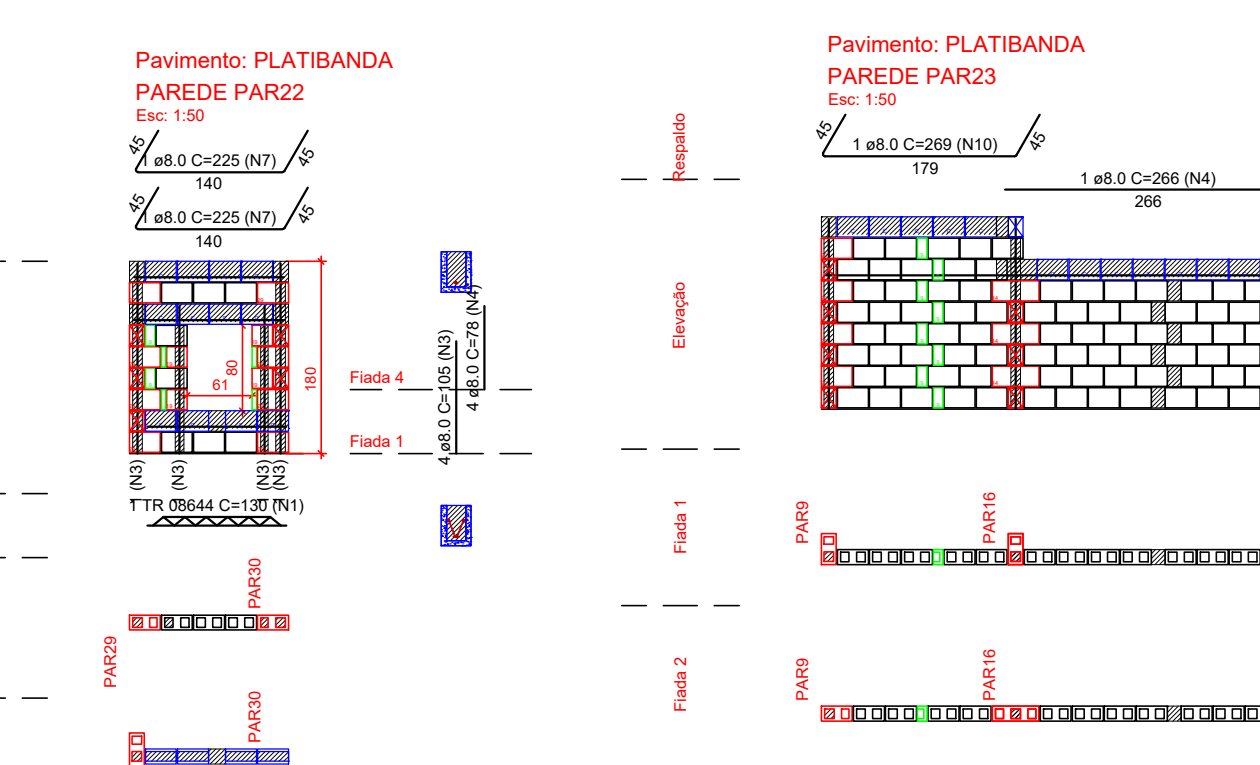 Pavimento: PLATIBANDA
PAREDE PAR22
Esc: 1:50
45
1 ø8.0 C=225 (N7)
45
140
45
1 ø8.0 C=225 (N7)
45
140
61
80
180
Fiada 4
Fiada 1
(N3)
(N3)
(N3)
(N3)
1 TR 08644 C=130 (N1)
4 ø8.0 C=105 (N3)
4 ø8.0 C=78 (N4)
PAR30
PAR29
PAR30
Pavimento: PLATIBANDA
PAREDE PAR23
Esc: 1:50
Respaldo
45
1 ø8.0 C=269 (N10)
45
179
1 ø8.0 C=266 (N4)
266
Elevação
Fiada 1
PAR9
PAR16
Fiada 2
PAR9
PAR16